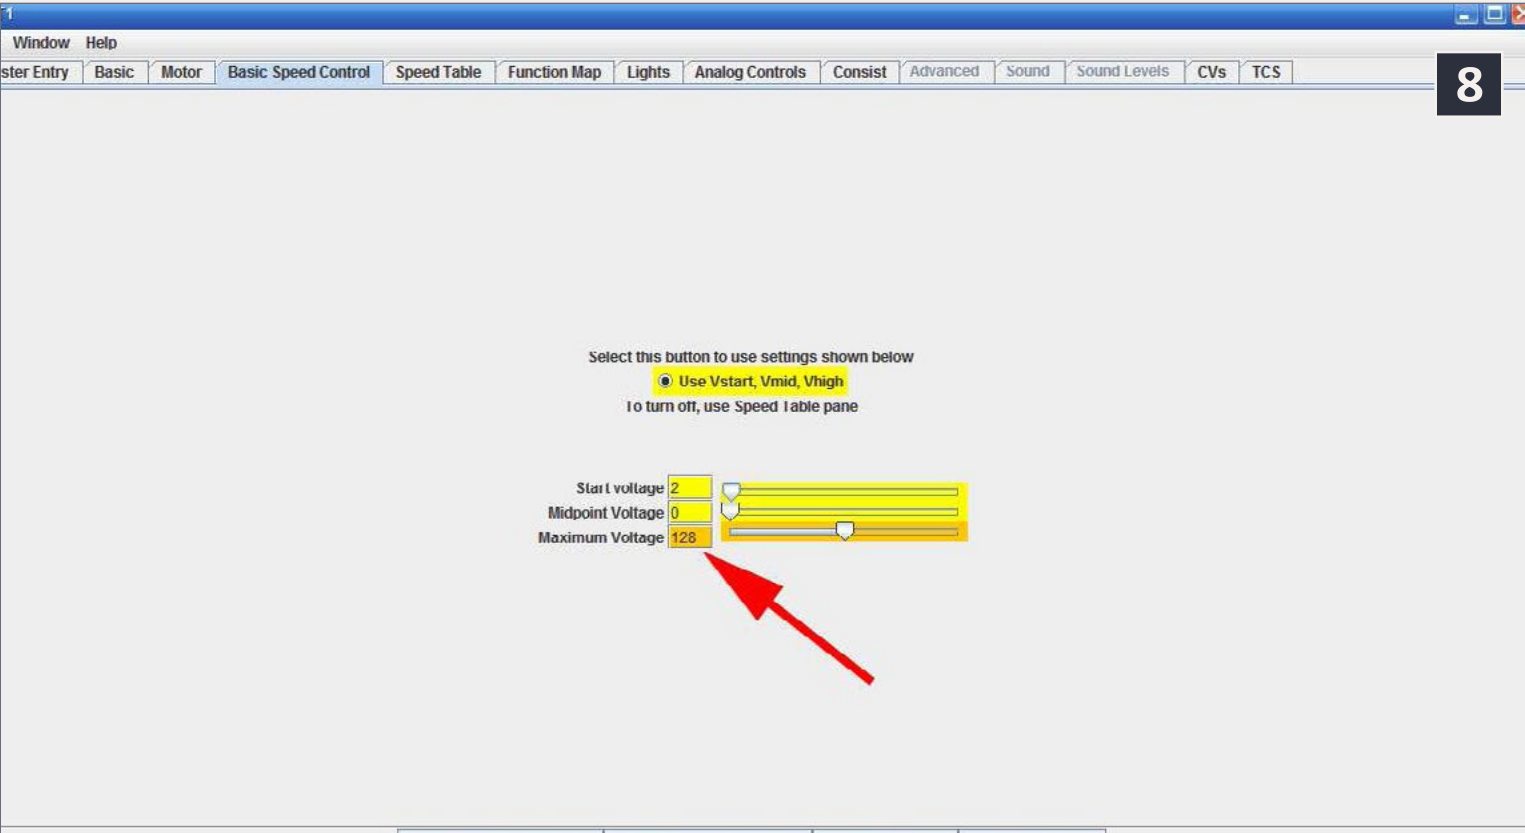 Window Help
ster Entry Basic Motor Basic Speed Control Speed Table Function Map Lights Analog Controls Consist Advanced Sound Sound Levels CVs TCS
8
Select this button to use settings shown below
Use Vstart, Vmid, Vhigh
To turn off, use Speed Table pane
Start voltage 2
Midpoint Voltage 0
Maximum Voltage 128